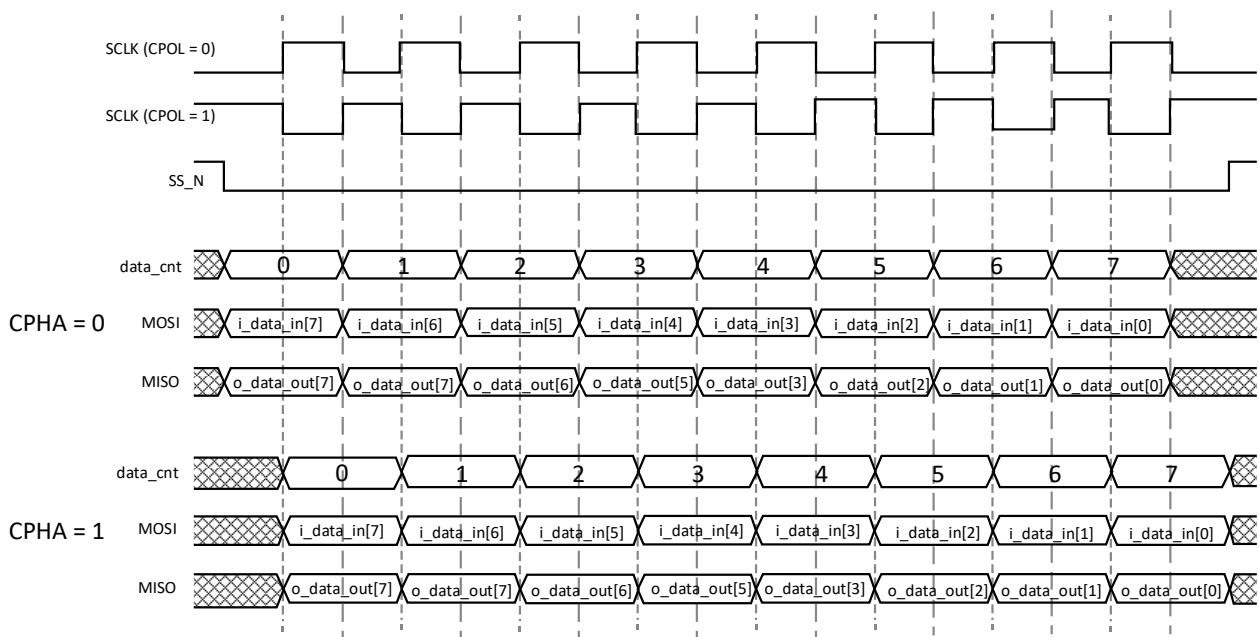 SCLK (CPOL = 0)
SCLK (CPOL = 1)
SS_N
data_cnt 0 1 2 3 4 5 6 7
CPHA = 0 MOSI i_data_in[7] i_data_in[6] i_data_in[5] i_data_in[4] i_data_in[3] i_data_in[2] i_data_in[1] i_data_in[0]
MISO o_data_out[7] o_data_out[7] o_data_out[6] o_data_out[5] o_data_out[3] o_data_out[2] o_data_out[1] o_data_out[0]
data_cnt 0 1 2 3 4 5 6 7
CPHA = 1 MOSI i_data_in[7] i_data_in[6] i_data_in[5] i_data_in[4] i_data_in[3] i_data_in[2] i_data_in[1] i_data_in[0]
MISO o_data_out[7] o_data_out[7] o_data_out[6] o_data_out[5] o_data_out[3] o_data_out[2] o_data_out[1] o_data_out[0]